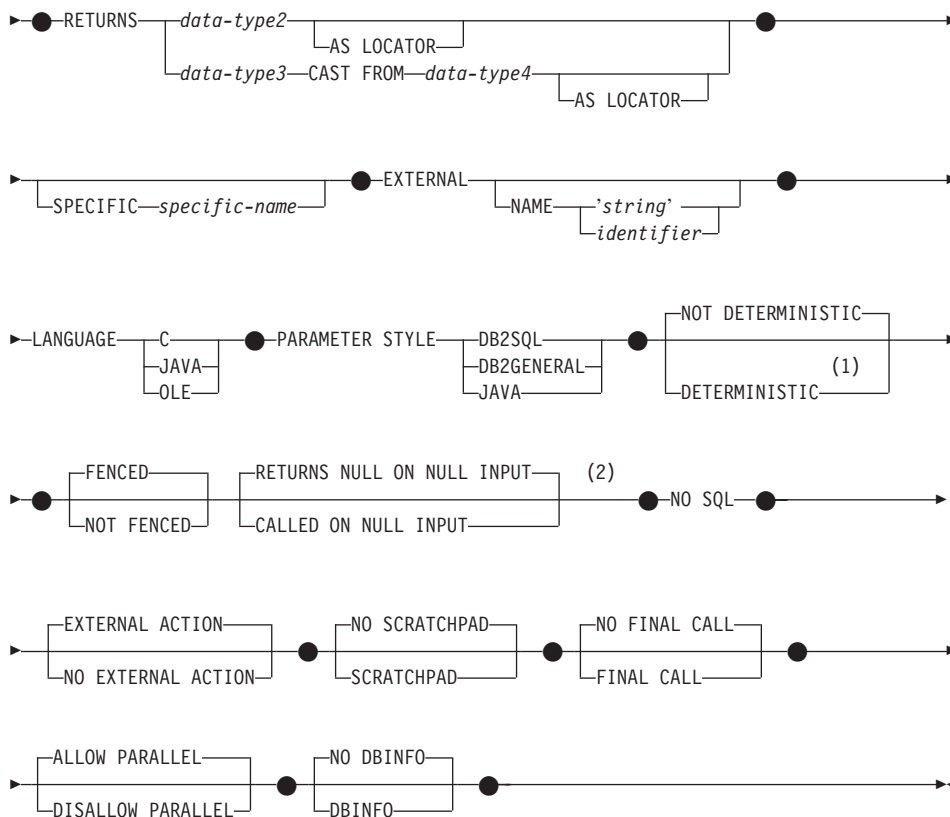 RETURNS data-type2
AS LOCATOR
data-type3 CAST FROM data-type4
AS LOCATOR
SPECIFIC specific-name EXTERNAL NAME 'string'
identifier
LANGUAGE C PARAMETER STYLE DB2SQL NOT DETERMINISTIC
JAVA DB2GENERAL (1)
OLE JAVA DETERMINISTIC
FENCED RETURNS NULL ON NULL INPUT (2)
NOT FENCED CALLED ON NULL INPUT NO SQL
EXTERNAL ACTION NO SCRATCHPAD NO FINAL CALL
NO EXTERNAL ACTION SCRATCHPAD FINAL CALL
ALLOW PARALLEL NO DBINFO
DISALLOW PARALLEL DBINFO